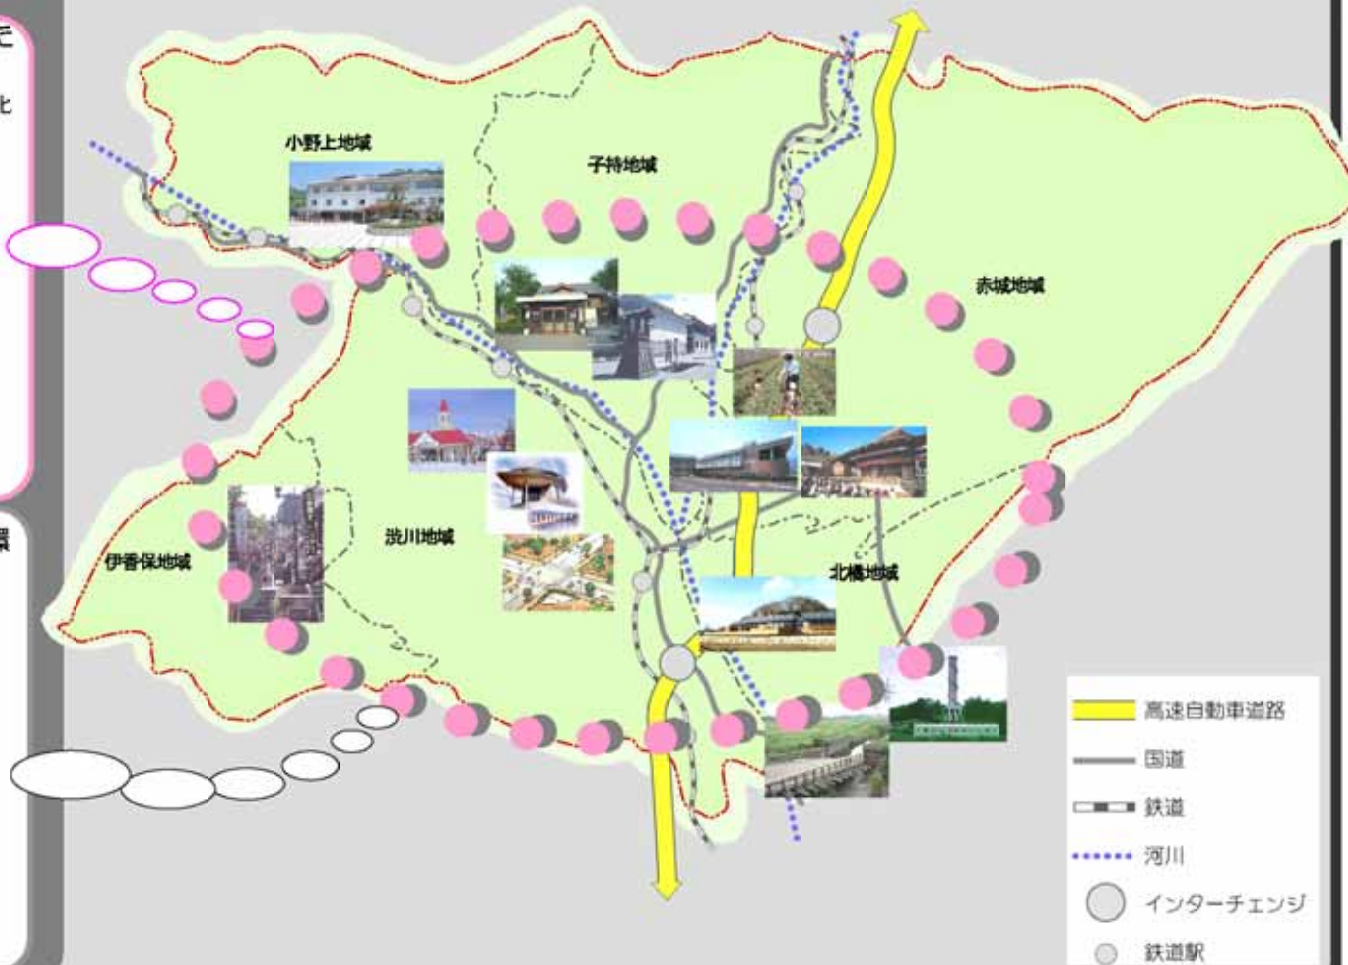 小野上地域
子持地域
赤城地域
渋川地域
伊香保地域
北橘地域
高速自動車道路
国道
鉄道
河川
インターチェンジ
鉄道駅